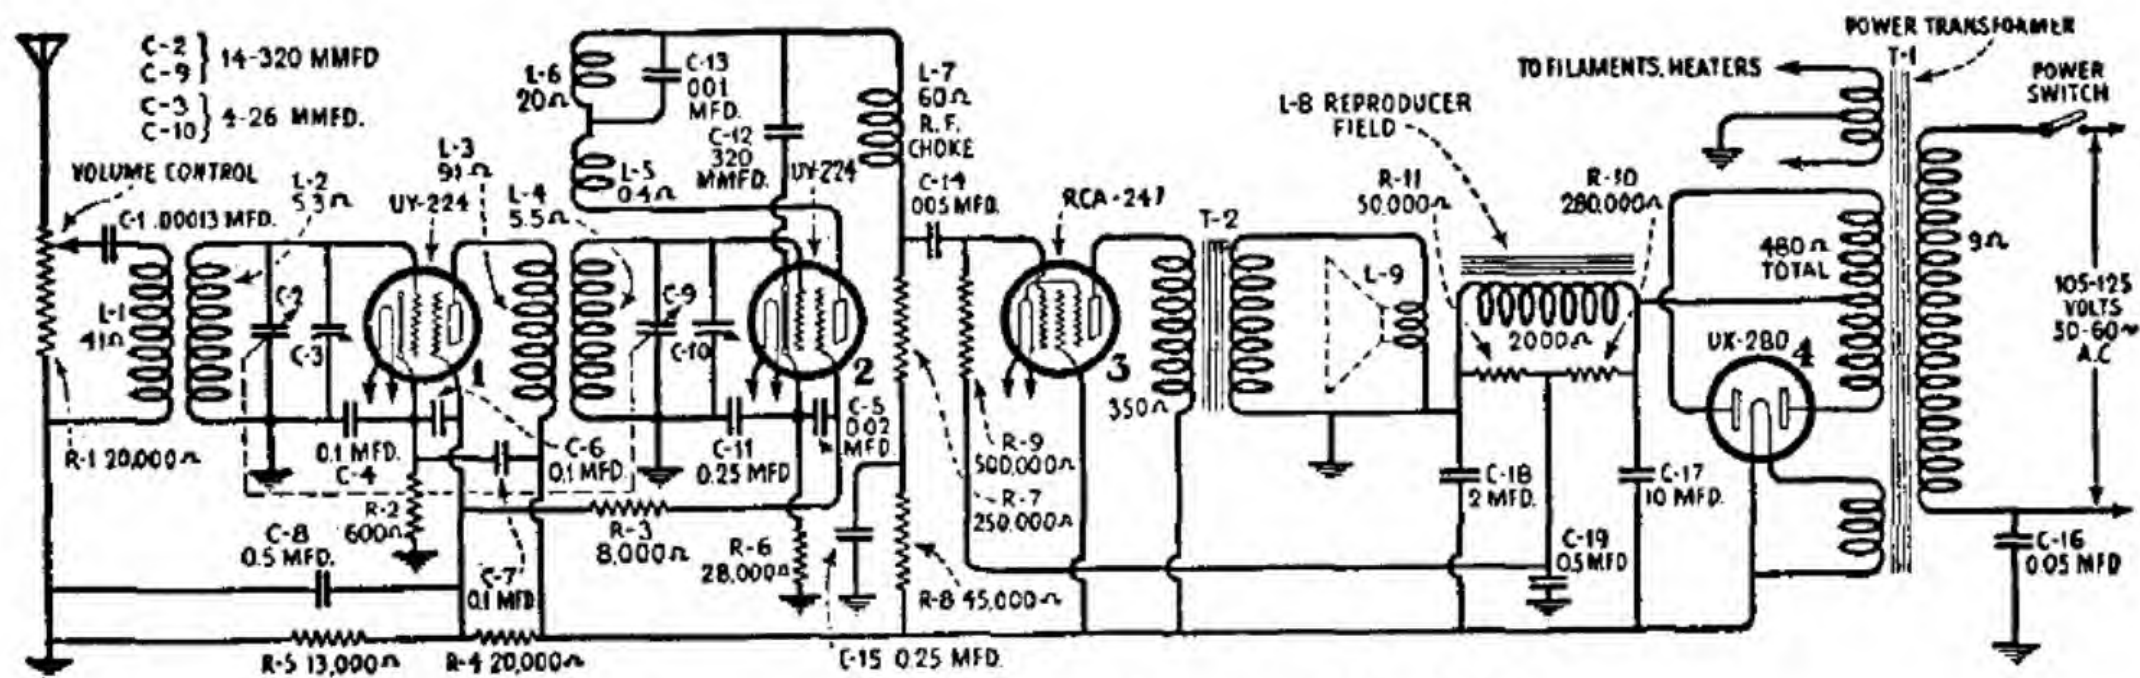 C-2
C-9
14-320 MMFD
C-3
C-10
4-26 MMFD.
VOLUME CONTROL
C-1 .00013 MFD.
L-2
5.3Ω
L-1
41Ω
C-2
C-3
UY-224
1
L-3
91Ω
L-4
5.5Ω
L-6
20Ω
C-13
001
MFD.
L-5
0.4Ω
C-12
320
MMFD.
UY-224
L-7
60Ω
R.F.
CHOKE
C-14
005 MFD.
C-9
C-10
2
RCA-247
3
T-2
350Ω
L-9
L-8 REPRODUCER
FIELD
R-11
50,000Ω
R-10
280,000Ω
2000Ω
TO FILAMENTS, HEATERS
POWER TRANSFORMER
T-1
POWER
SWITCH
480Ω
TOTAL
9Ω
UX-280
4
105-125
VOLTS
50-60~
A.C
R-1 20,000Ω
0.1 MFD.
C-4
R-2
600Ω
C-8
0.5 MFD.
C-6
0.1 MFD.
C-7
0.1 MFD
C-11
0.25 MFD
C-5
0.02
MFD
R-3
8,000Ω
R-6
28,000Ω
R-9
500,000Ω
R-7
250,000Ω
R-8 45,000Ω
C-18
2 MFD.
C-17
10 MFD.
C-19
0.5 MFD
C-16
0.05 MFD
R-5 13,000Ω
R-4 20,000Ω
C-15 0.25 MFD.